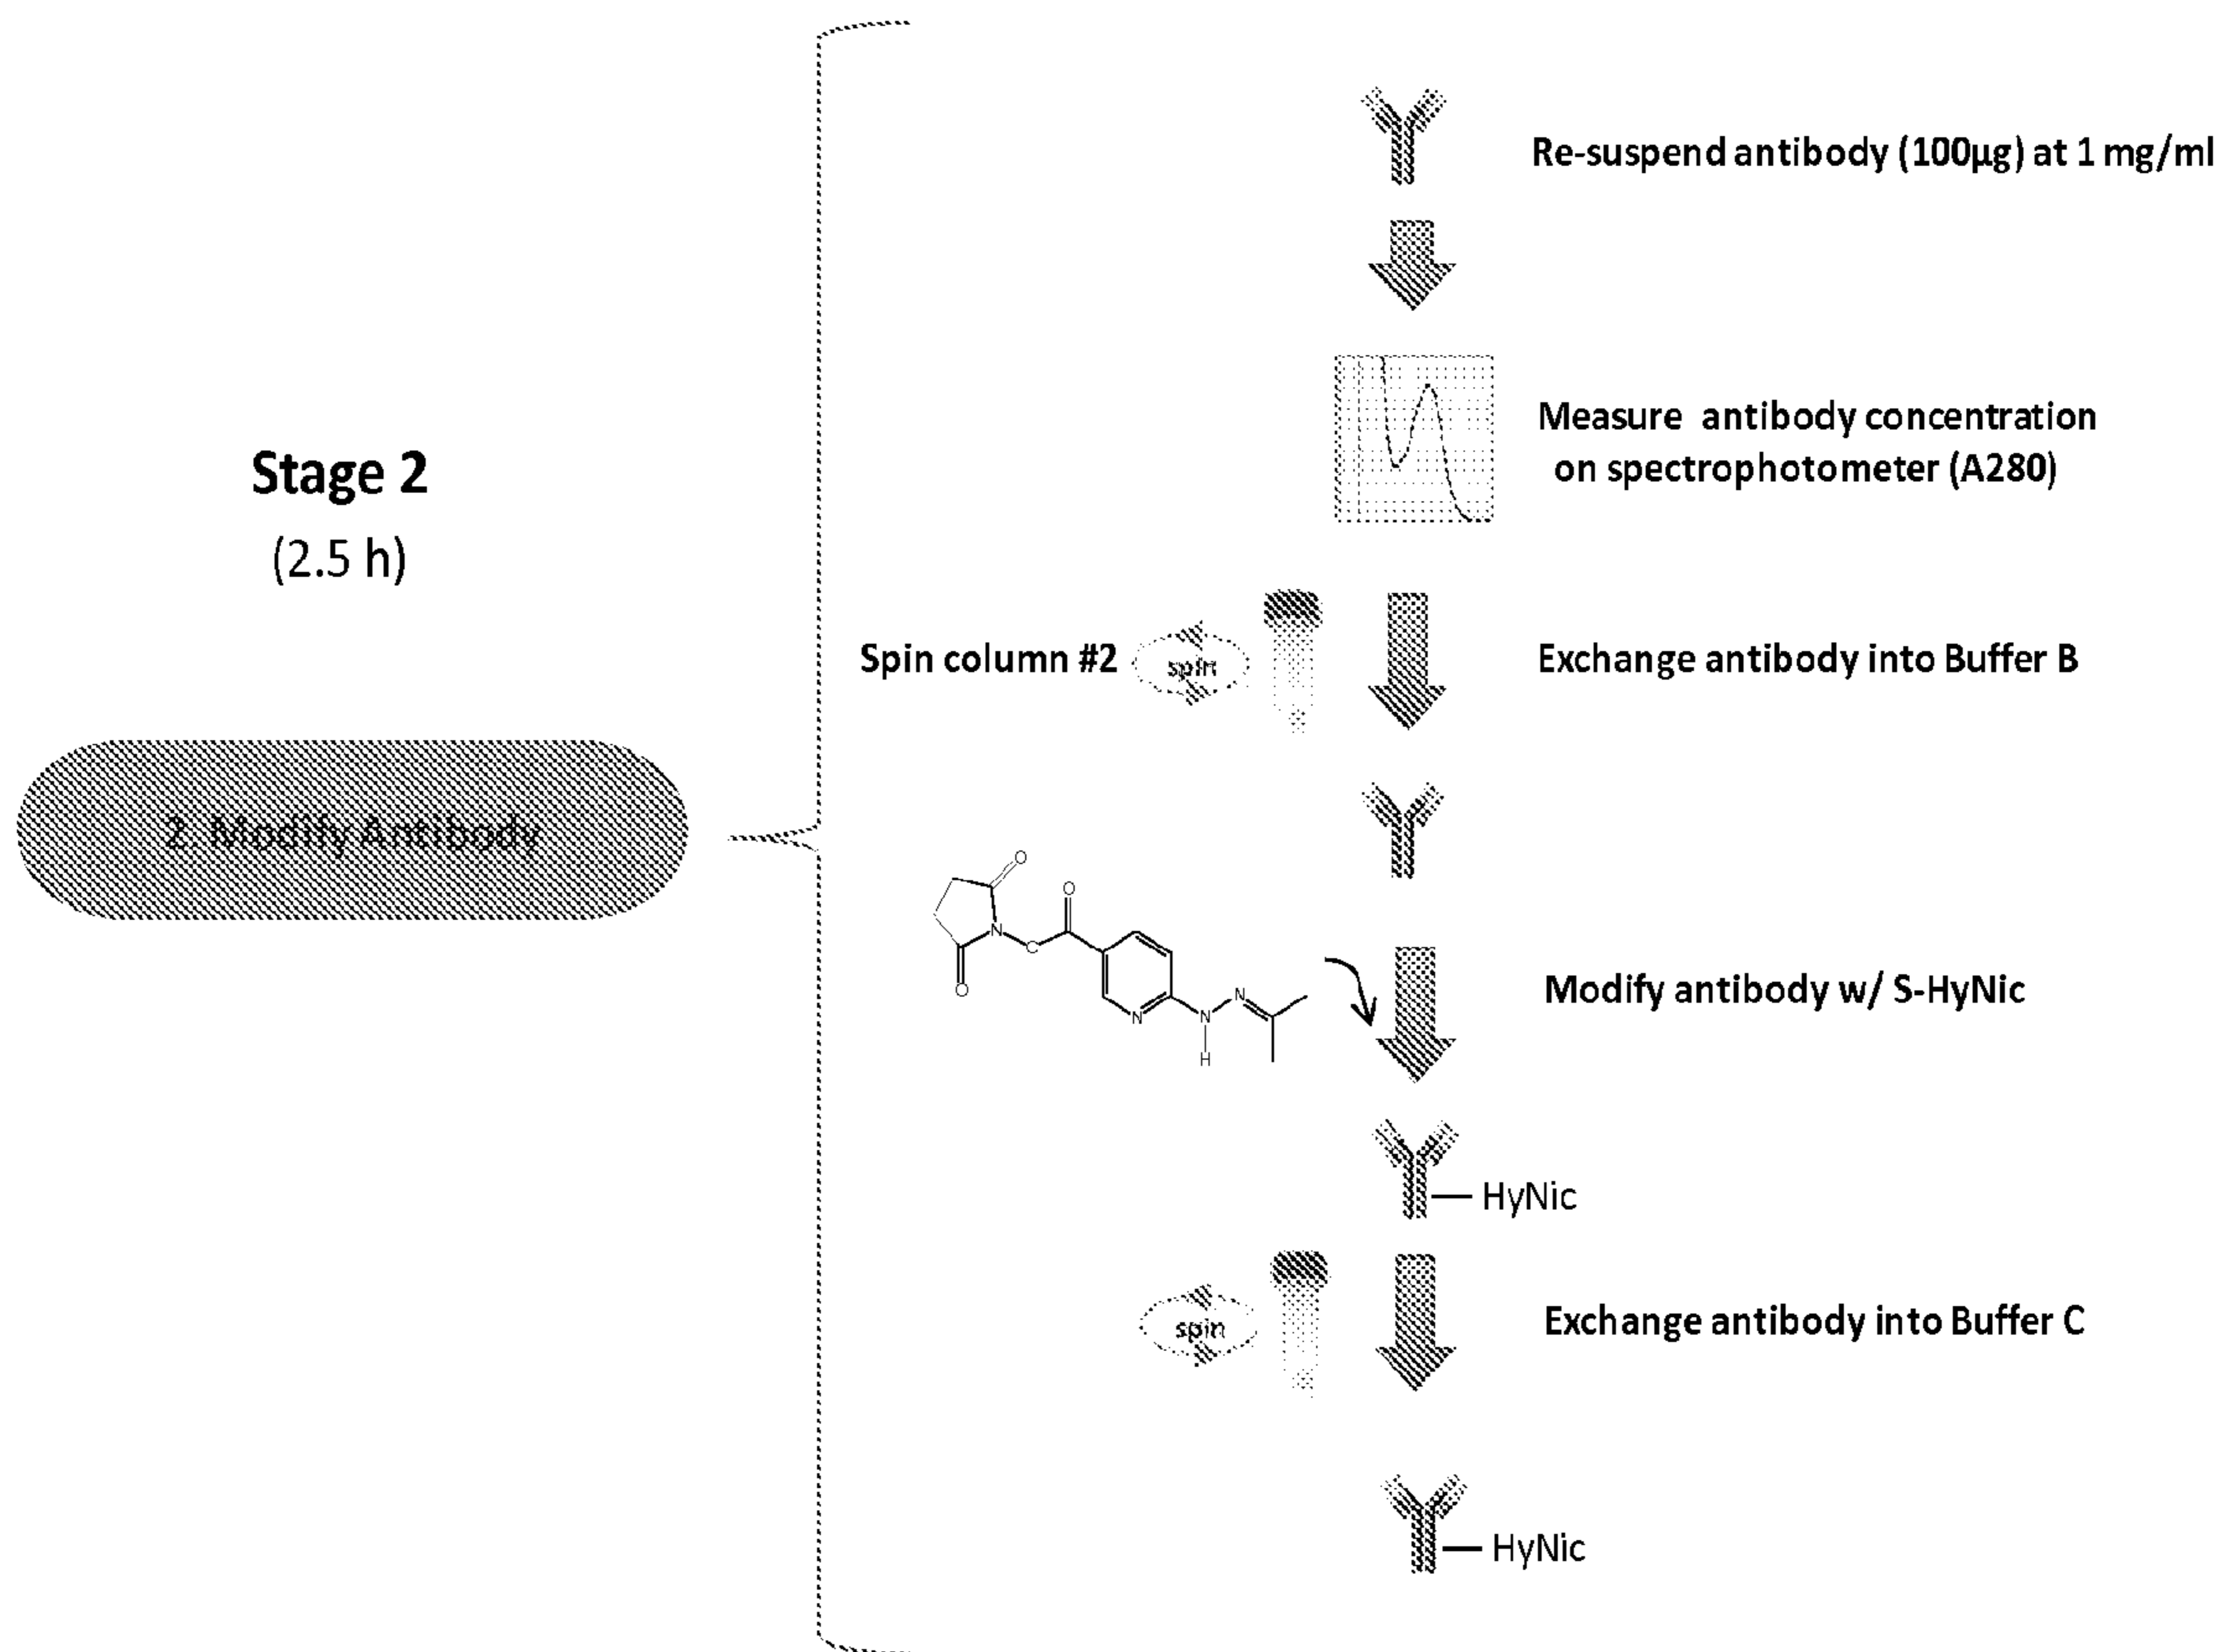 Stage 2
(2.5 h)
2. Modify Antibody
Re-suspend antibody (100µg) at 1 mg/ml
Measure antibody concentration
on spectrophotometer (A280)
Spin column #2
spin
Exchange antibody into Buffer B
O
O
N
C
O
N
N
H
N
Modify antibody w/ S-HyNic
HyNic
spin
Exchange antibody into Buffer C
HyNic